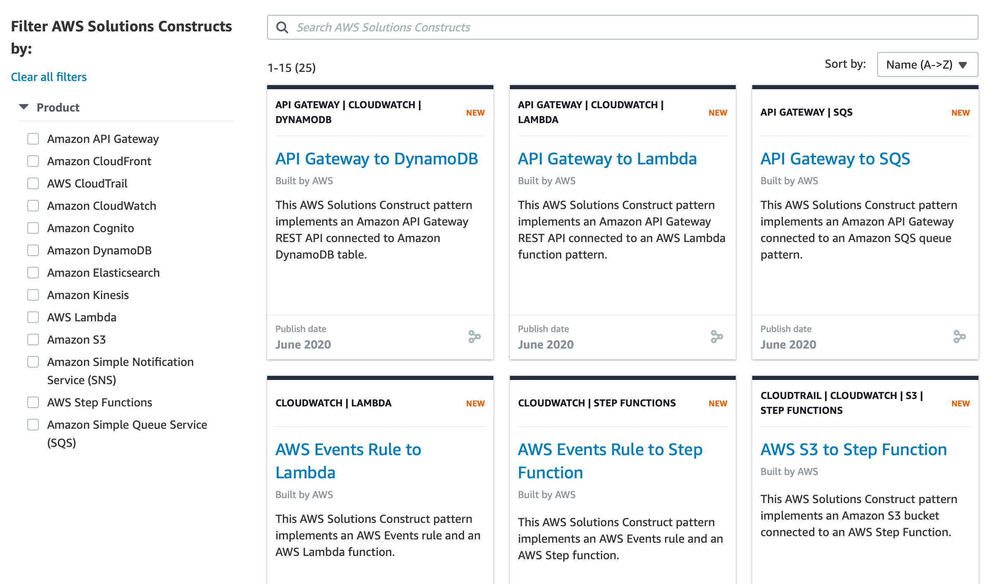 Filter AWS Solutions Constructs
by:
Clear all filters
Product
Amazon API Gateway
Amazon CloudFront
AWS CloudTrail
Amazon CloudWatch
Amazon Cognito
Amazon DynamoDB
Amazon Elasticsearch
Amazon Kinesis
AWS Lambda
Amazon S3
Amazon Simple Notification
Service (SNS)
AWS Step Functions
Amazon Simple Queue Service
(SQS)
Search AWS Solutions Constructs
1-15 (25)
Sort by:
Name (A->Z)
API GATEWAY | CLOUDWATCH |
DYNAMODB
NEW
API Gateway to DynamoDB
Built by AWS
This AWS Solutions Construct pattern
implements an Amazon API Gateway
REST API connected to Amazon
DynamoDB table.
Publish date
June 2020
API GATEWAY | CLOUDWATCH |
LAMBDA
NEW
API Gateway to Lambda
Built by AWS
This AWS Solutions Construct pattern
implements an Amazon API Gateway
REST API connected to an AWS Lambda
function pattern.
Publish date
June 2020
API GATEWAY | SQS
NEW
API Gateway to SQS
Built by AWS
This AWS Solutions Construct pattern
implements an Amazon API Gateway
connected to an Amazon SQS queue
pattern.
Publish date
June 2020
CLOUDWATCH | LAMBDA
NEW
AWS Events Rule to
Lambda
Built by AWS
This AWS Solutions Construct pattern
implements an AWS Events rule and an
AWS Lambda function.
CLOUDWATCH | STEP FUNCTIONS
NEW
AWS Events Rule to Step
Function
Built by AWS
This AWS Solutions Construct pattern
implements an AWS Events rule and an
AWS Step function.
CLOUDTRAIL | CLOUDWATCH | S3 |
STEP FUNCTIONS
NEW
AWS S3 to Step Function
Built by AWS
This AWS Solutions Construct pattern
implements an Amazon S3 bucket
connected to an AWS Step Function.